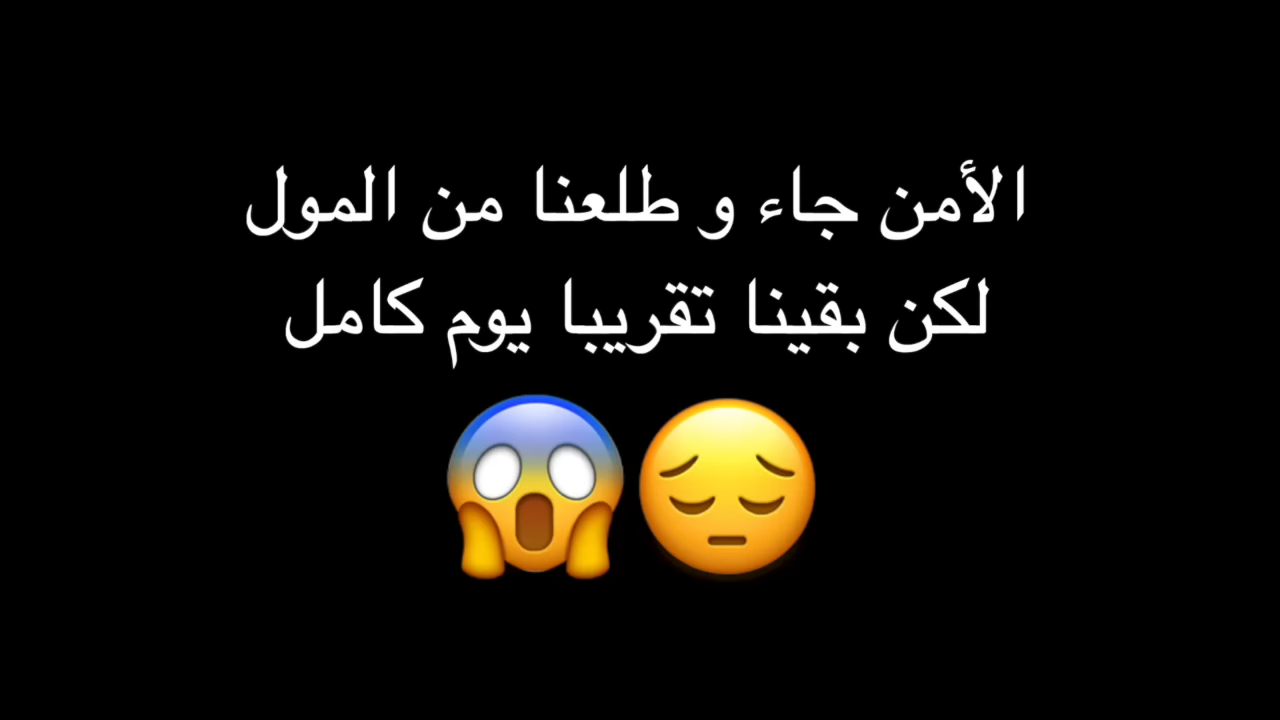 الأمن جاء و طلعنا من المول
لكن بقينا تقريبا يوم كامل
😱😔